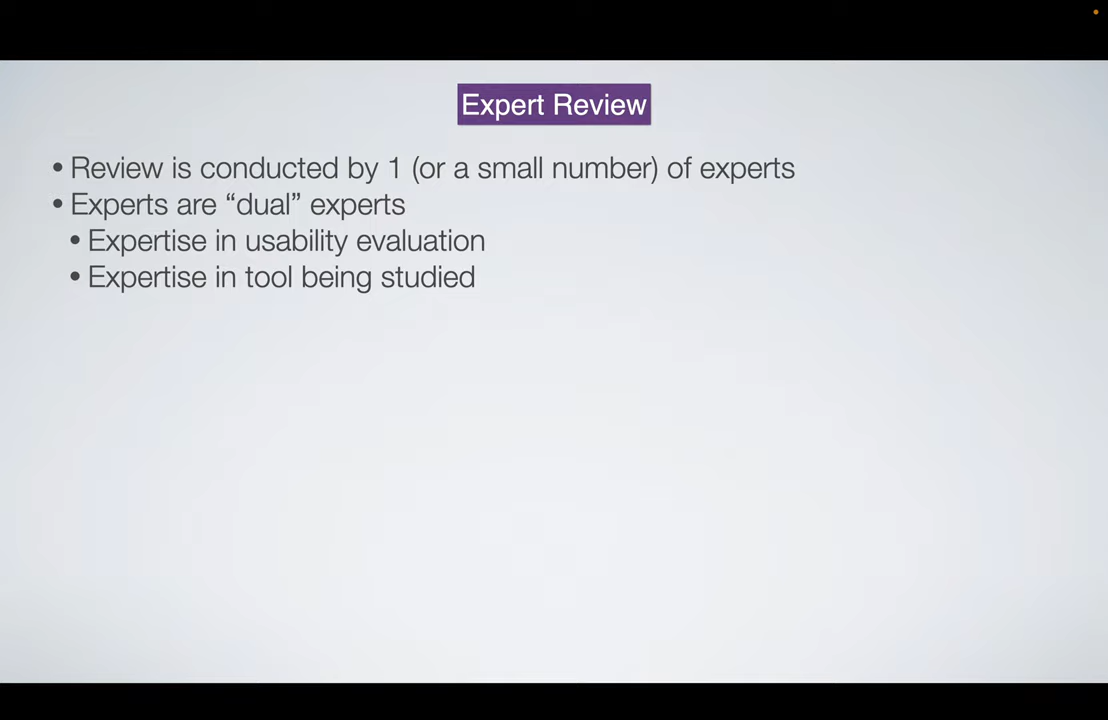 Expert Review
• Review is conducted by 1 (or a small number) of experts
• Experts are “dual” experts
• Expertise in usability evaluation
• Expertise in tool being studied